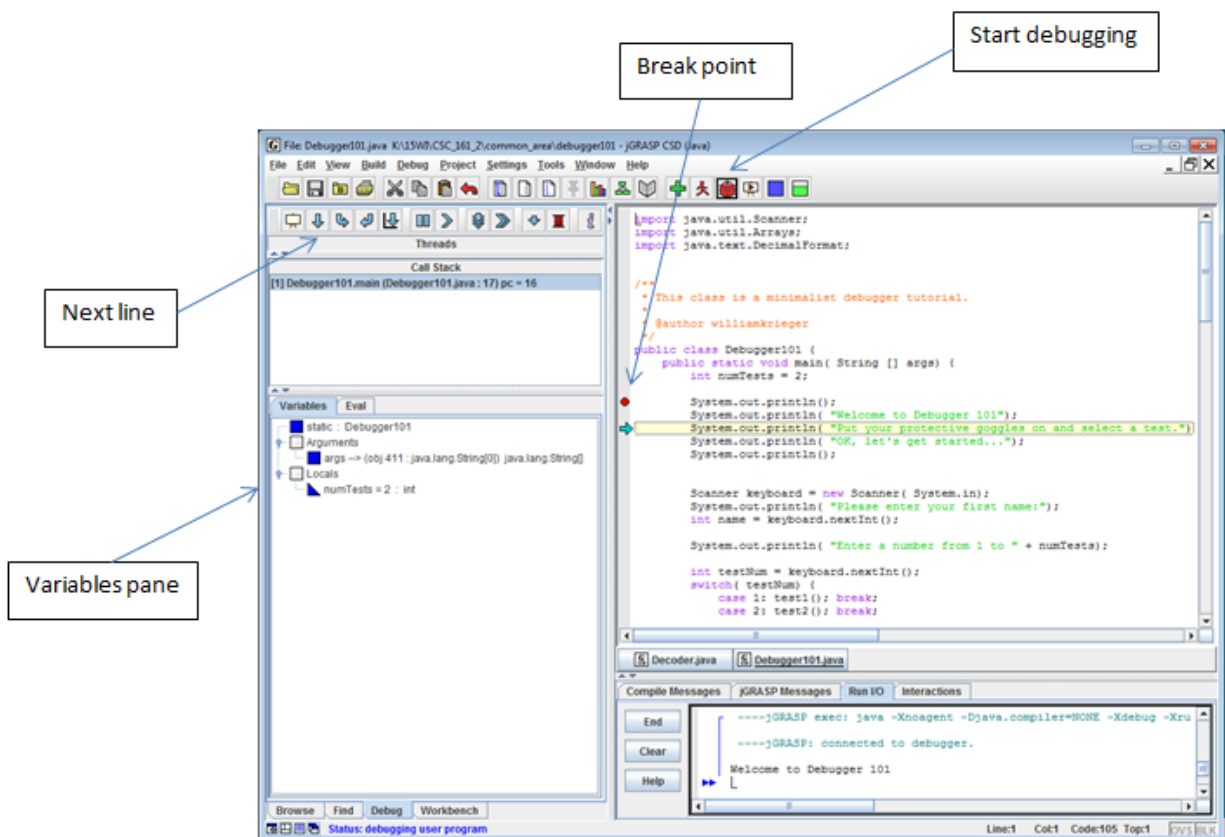 Start debugging
Break point
Next line
Variables pane
File: Debugger101.java K:\15WI\CSC_161_2\common_area\debugger101 - jGRASP CSD (Java)
File Edit View Build Debug Project Settings Tools Window Help
Threads
Call Stack
[1] Debugger101.main (Debugger101.java : 17) pc = 16
Variables Eval
static : Debugger101
Arguments
args --> (obj 411 : java.lang.String[0]) java.lang.String[]
Locals
numTests = 2 : int
Browse Find Debug Workbench
import java.util.Scanner;
import java.util.Arrays;
import java.text.DecimalFormat;
/**
* This class is a minimalist debugger tutorial.
*
* @author williamkrieger
*/
public class Debugger101 {
public static void main( String [] args) {
int numTests = 2;
System.out.println();
System.out.println( "Welcome to Debugger 101");
System.out.println( "Put your protective goggles on and select a test.")
System.out.println( "OK, let's get started...");
System.out.println();
Scanner keyboard = new Scanner( System.in);
System.out.println( "Please enter your first name:");
int name = keyboard.nextInt();
System.out.println( "Enter a number from 1 to " + numTests);
int testNum = keyboard.nextInt();
switch( testNum) {
case 1: test1(); break;
case 2: test2(); break;
Decoder.java Debugger101.java
Compile Messages jGRASP Messages Run I/O Interactions
End
Clear
Help
----jGRASP exec: java -Xnoagent -Djava.compiler=NONE -Xdebug -Xru
----jGRASP: connected to debugger.
Welcome to Debugger 101
Status: debugging user program
Line:1 Col:1 Code:105 Top:1 OVS BLK